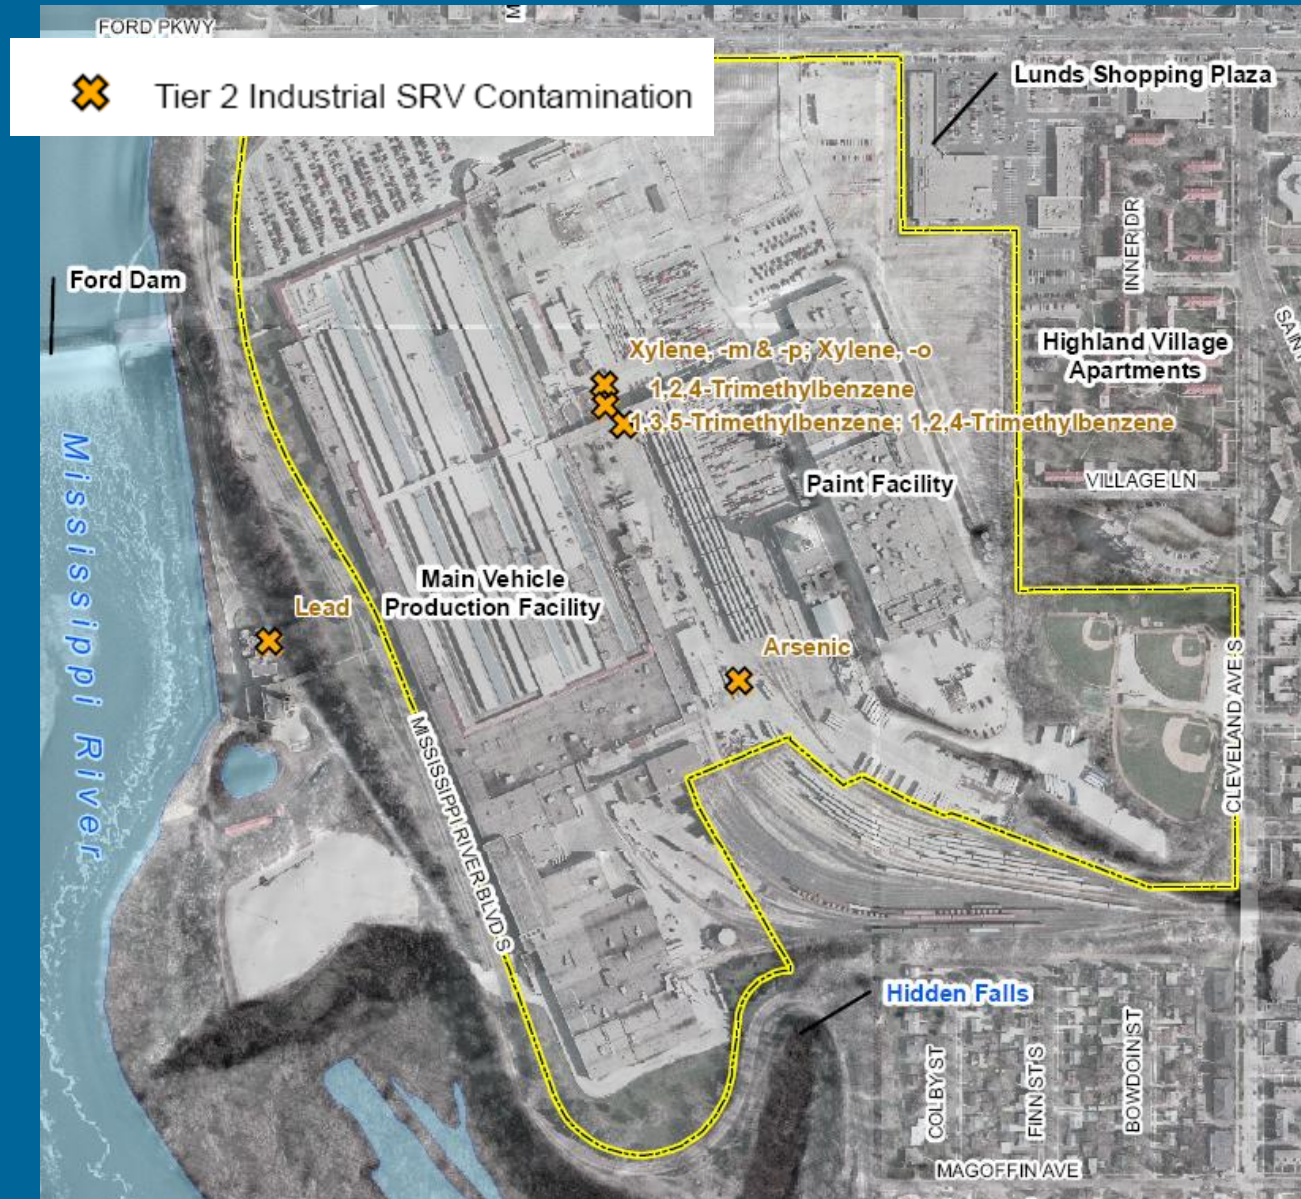 FORD PKWY
M
Tier 2 Industrial SRV Contamination
Lunds Shopping Plaza
INNER DR
Ford Dam
Highland Village
Apartments
Xylene, -m & -p; Xylene, -o
1,2,4-Trimethylbenzene
1,3,5-Trimethylbenzene; 1,2,4-Trimethylbenzene
VILLAGE LN
Paint Facility
Mississippi River
Main Vehicle
Production Facility
Lead
Arsenic
CLEVELAND AVE S
MISSISSIPPI RIVER BLVD S
Hidden Falls
COLBY ST
FINN ST S
BOWDOIN ST
MAGOFFIN AVE